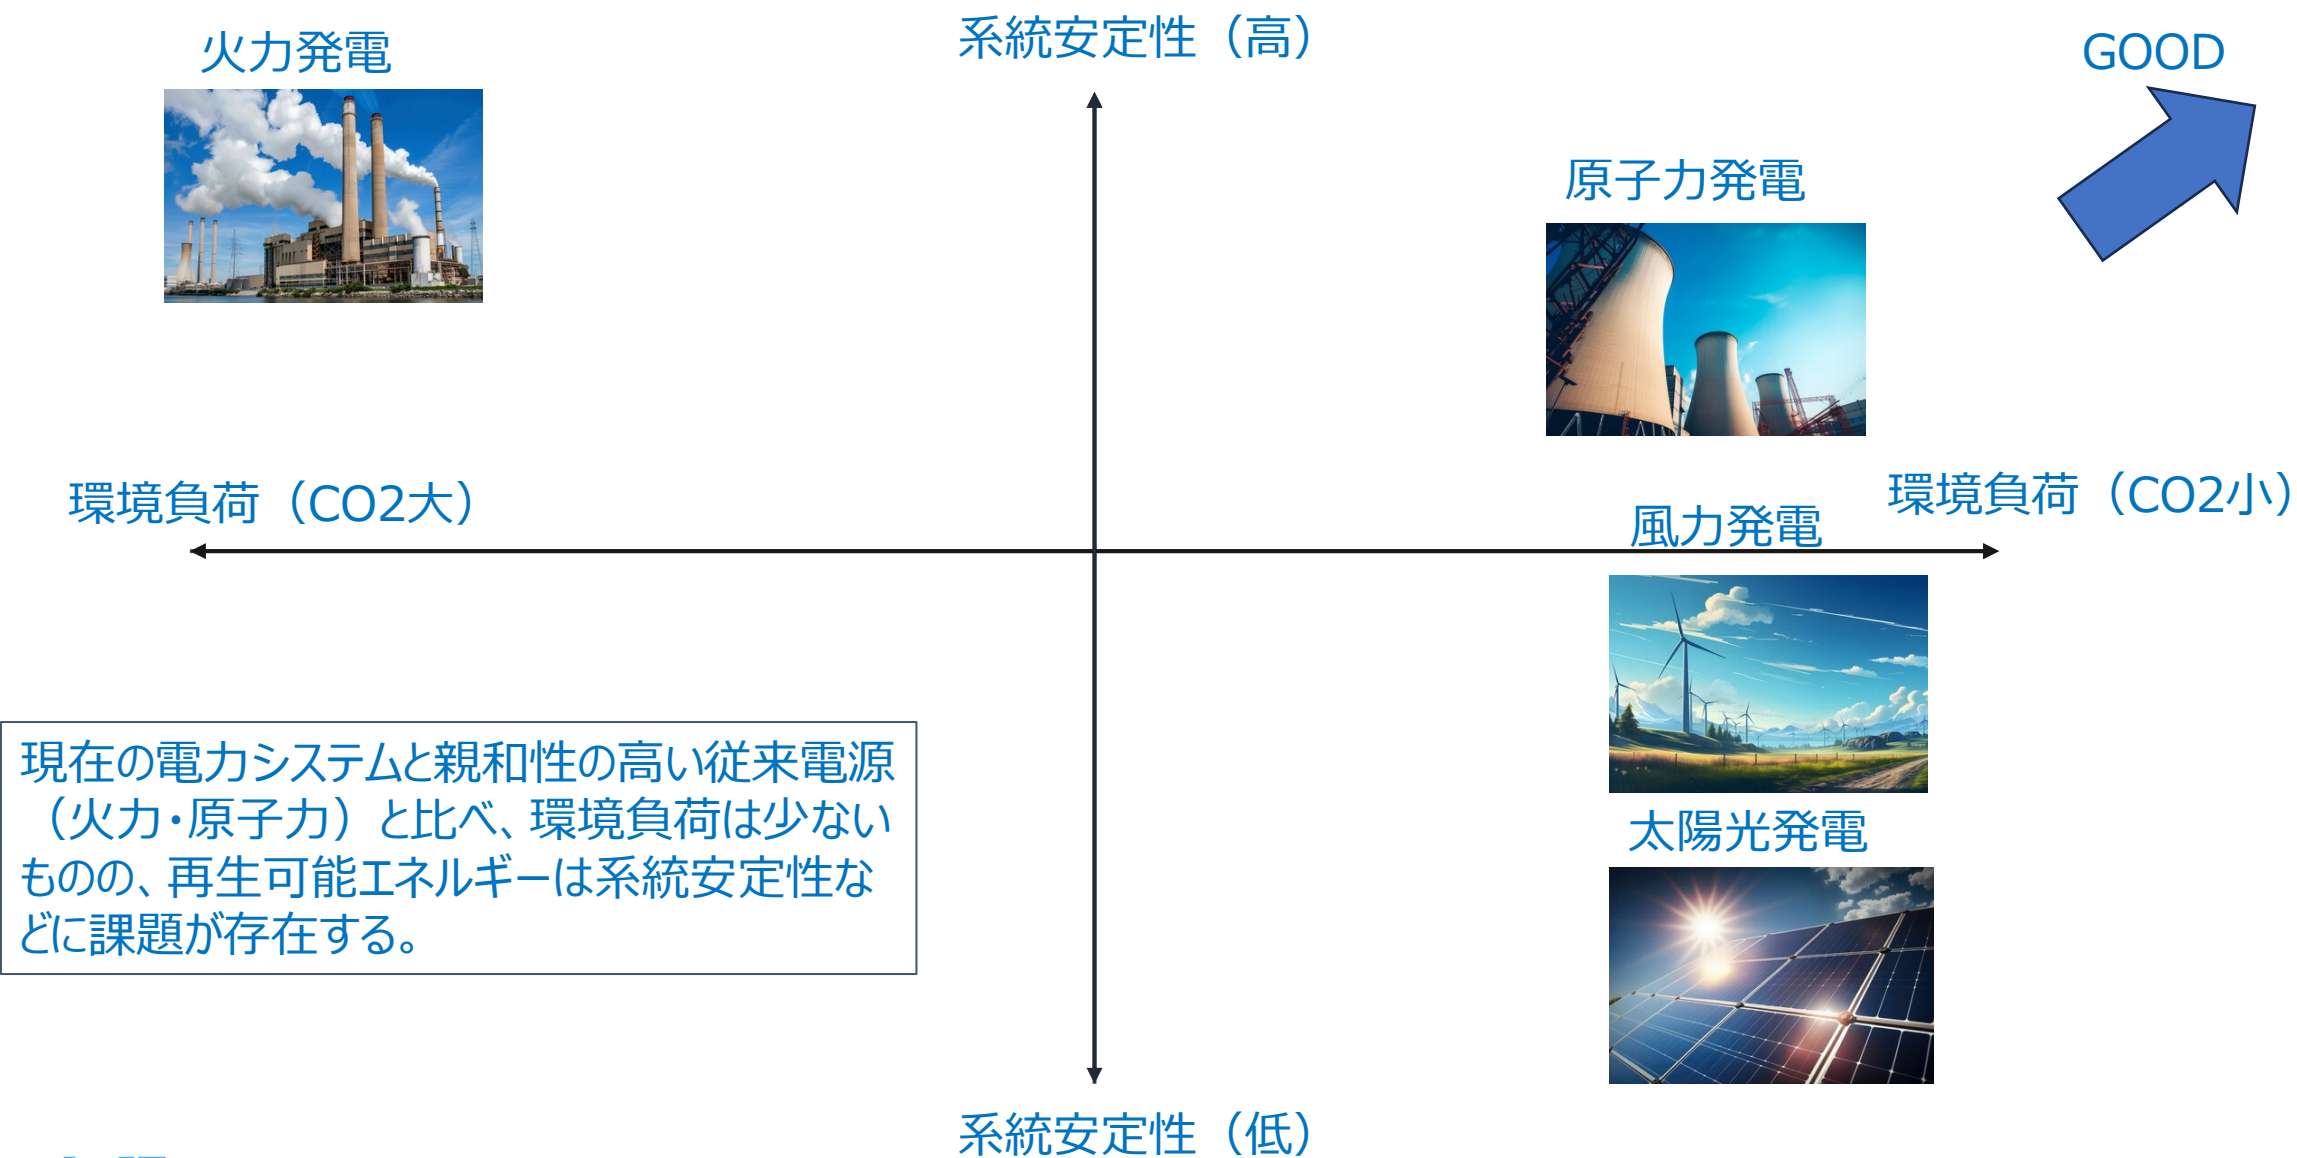 系統安定性（高）
火力発電
GOOD
原子力発電
環境負荷（CO2大）
環境負荷（CO2小）
風力発電
現在の電力システムと親和性の高い従来電源
（火力・原子力）と比べ、環境負荷は少ない
ものの、再生可能エネルギーは系統安定性な
どに課題が存在する。
太陽光発電
系統安定性（低）